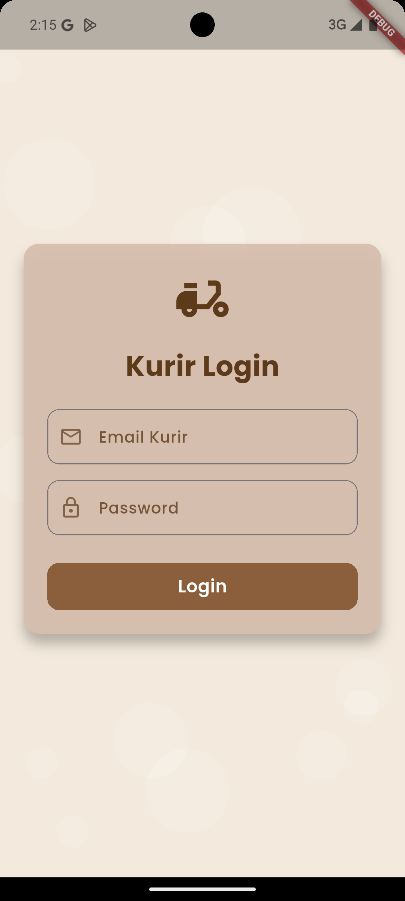 2:15 G 3G
DEBUG
Kurir Login
Email Kurir
Password
Login